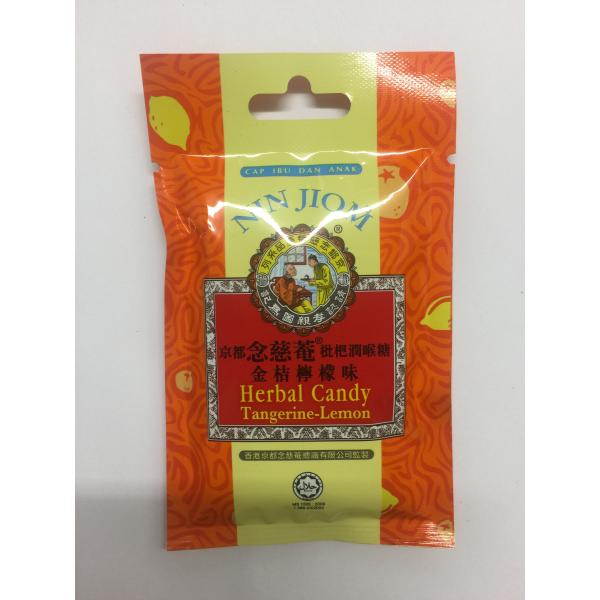 CAP IBU DAN ANAK
NIN JIOM
®
京都念慈菴®枇杷潤喉糖
金桔檸檬味
Herbal Candy
Tangerine-Lemon
香港京都念慈菴總廠有限公司監製